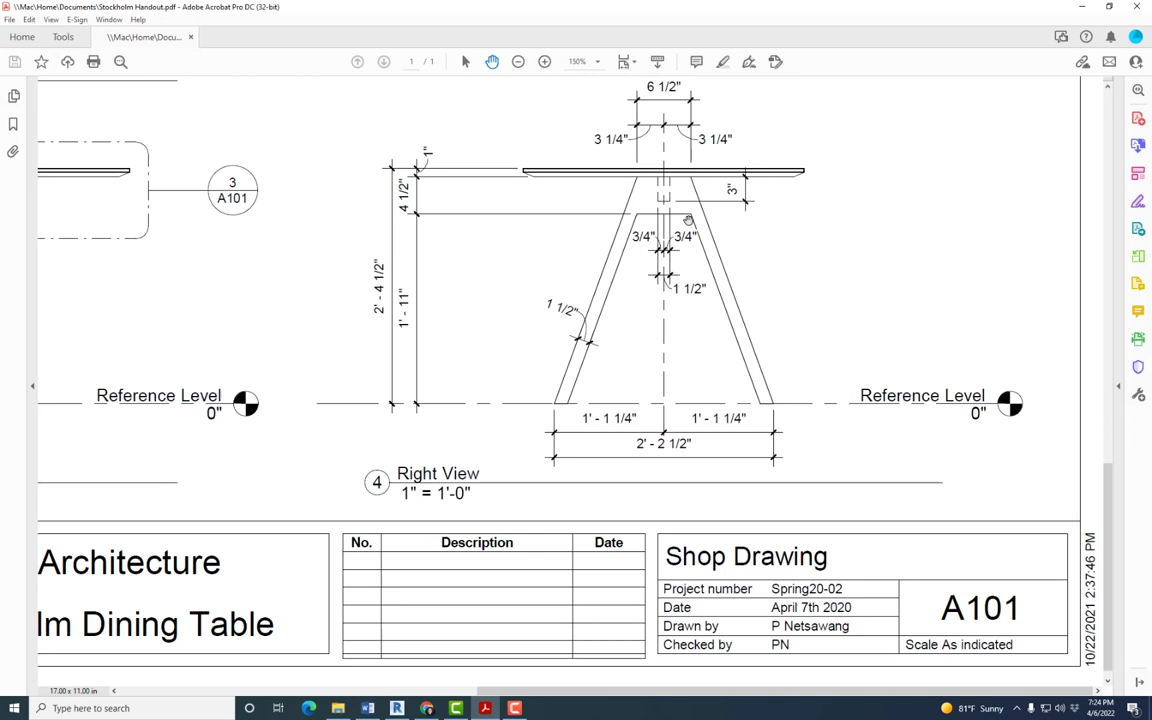 \\Mac\Home\Documents\Stockholm Handout.pdf - Adobe Acrobat Pro DC (32-bit)
File Edit View E-Sign Window Help
Home Tools \\Mac\Home\Docu... ×
1 / 1 150%
6 1/2"
3 1/4" 3 1/4"
1"
4 1/2"
3"
3
A101
3/4" 3/4"
1 1/2"
2' - 4 1/2"
1' - 11"
1 1/2"
Reference Level
0"
Reference Level
0"
1' - 1 1/4" 1' - 1 1/4"
2' - 2 1/2"
4
Right View
1" = 1'-0"
Architecture
lm Dining Table
No. Description Date
Shop Drawing
Project number Spring20-02
Date April 7th 2020
Drawn by P Netsawang
Checked by PN
A101
Scale As indicated
10/22/2021 2:37:46 PM
17.00 x 11.00 in
Type here to search
81°F Sunny
7:24 PM
4/6/2022
3